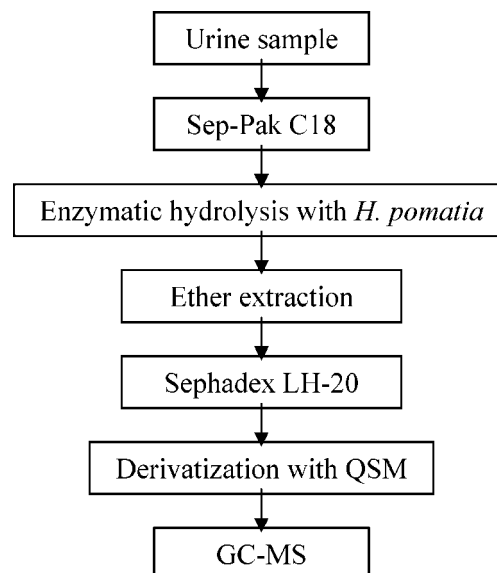 Urine sample
Sep-Pak C18
Enzymatic hydrolysis with H. pomatia
Ether extraction
Sephadex LH-20
Derivatization with QSM
GC-MS